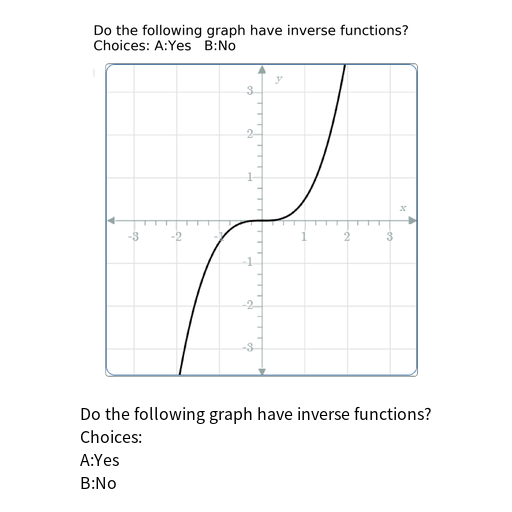 Do the following graph have inverse functions?
Choices: A:Yes B:No
y
3
2
1
x
-3 -2 -1 1 2 3
-1
-2
-3
Do the following graph have inverse functions?
Choices:
A:Yes
B:No